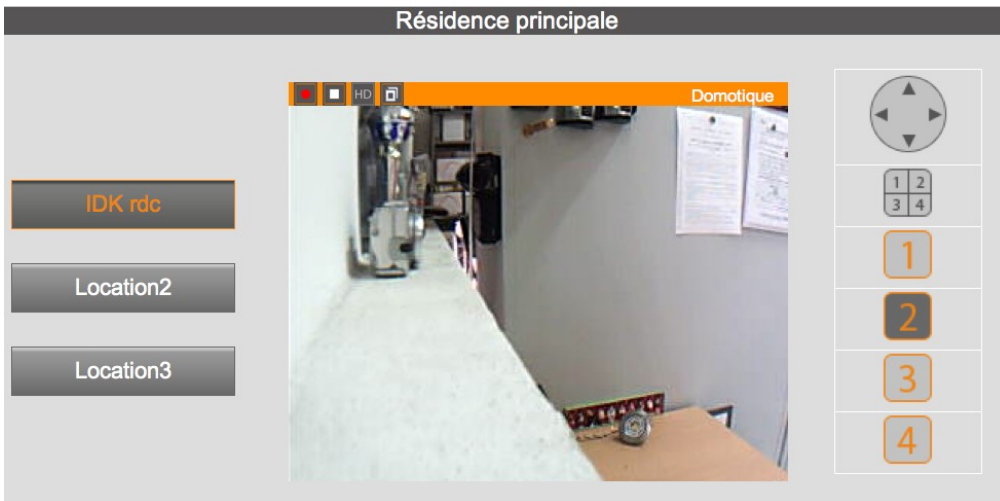 Résidence principale
HD
Domotique
IDK rdc
Location2
Location3
1 2
3 4
1
2
3
4